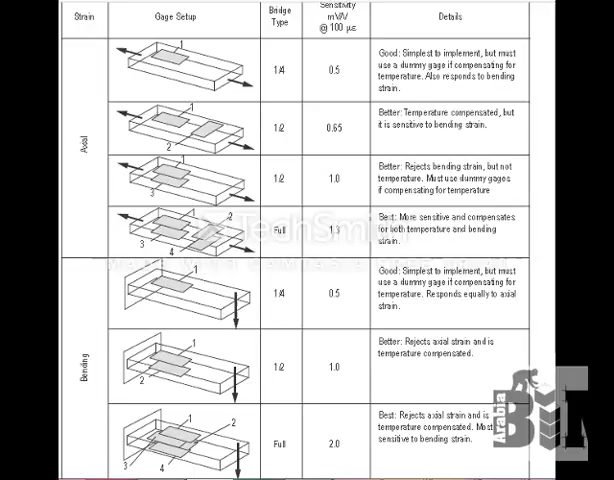 Strain
Gage Setup
Bridge
Type
Sensitivity
mV/V
@ 100 µε
Details
Axial
1
1/4
0.5
Good: Simplest to implement, but must
use a dummy gage if compensating for
temperature. Also responds to bending
strain.
1
2
1/2
0.65
Better: Temperature compensated, but
it is sensitive to bending strain.
1
3
1/2
1.0
Better: Rejects bending strain, but not
temperature. Must use dummy gages
if compensating for temperature
1
2
3
4
Full
1.3
Best: More sensitive and compensates
for both temperature and bending
strain.
TechSmith
Bending
1
1/4
0.5
Good: Simplest to implement, but must
use a dummy gage if compensating for
temperature. Responds equally to axial
strain.
1
2
1/2
1.0
Better: Rejects axial strain and is
temperature compensated.
1
2
3
4
Full
2.0
Best: Rejects axial strain and is
temperature compensated. Most
sensitive to bending strain.
Arabia